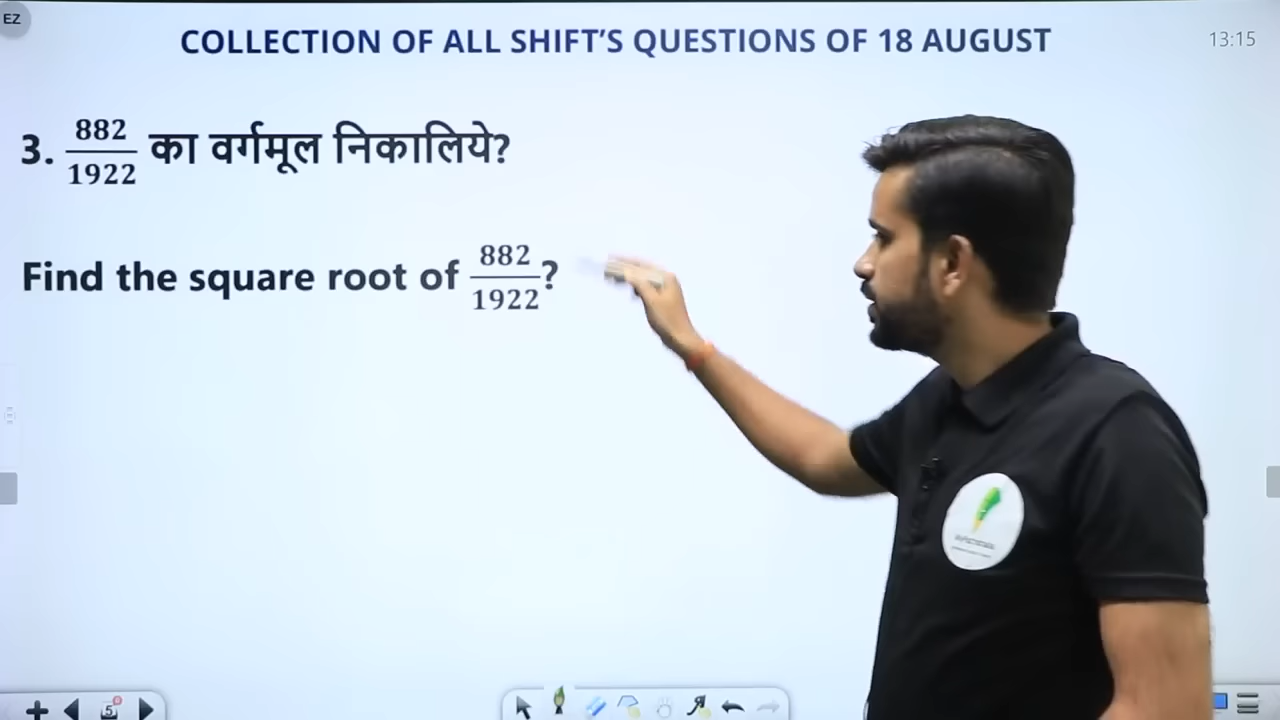 EZ
COLLECTION OF ALL SHIFT’S QUESTIONS OF 18 AUGUST
13:15
3. 882/1922 का वर्गमूल निकालिये?
Find the square root of 882/1922?
5